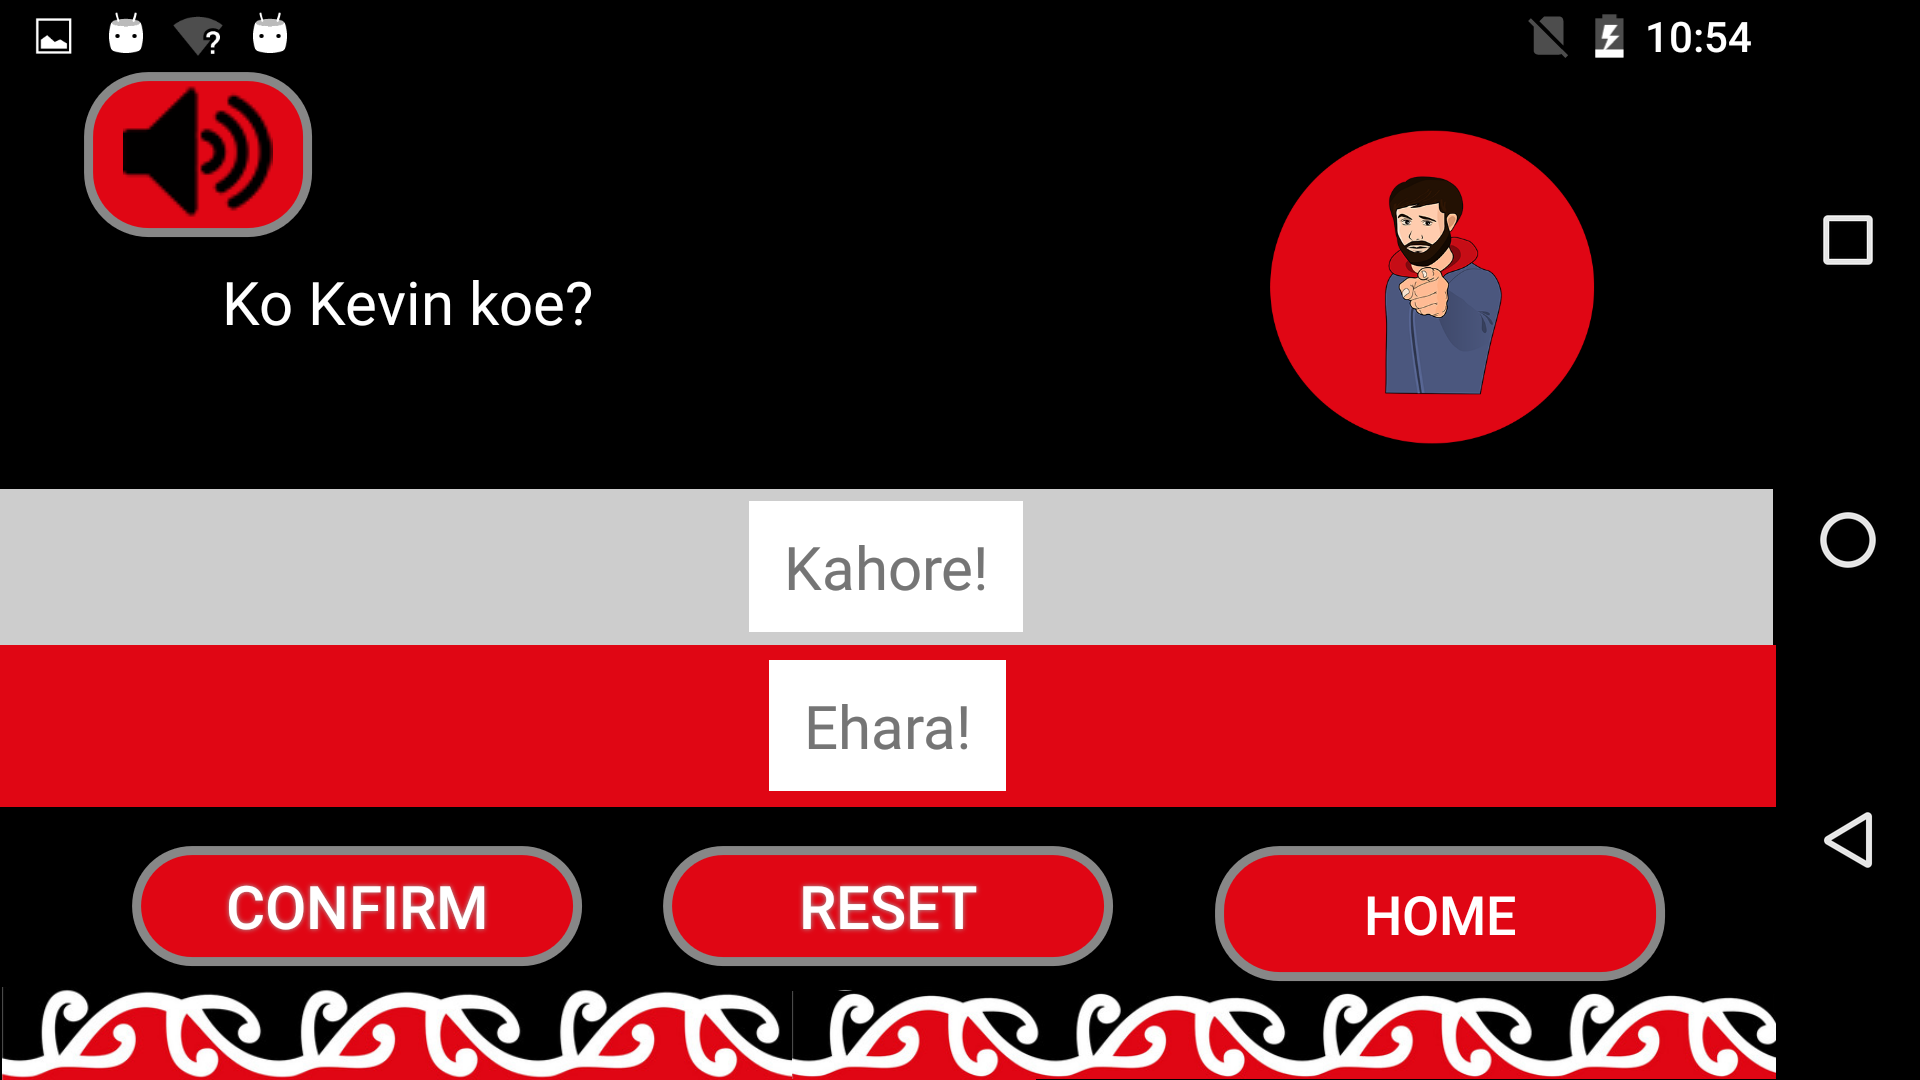 10:54
Ko Kevin koe?
Kahore!
Ehara!
CONFIRM
RESET
HOME